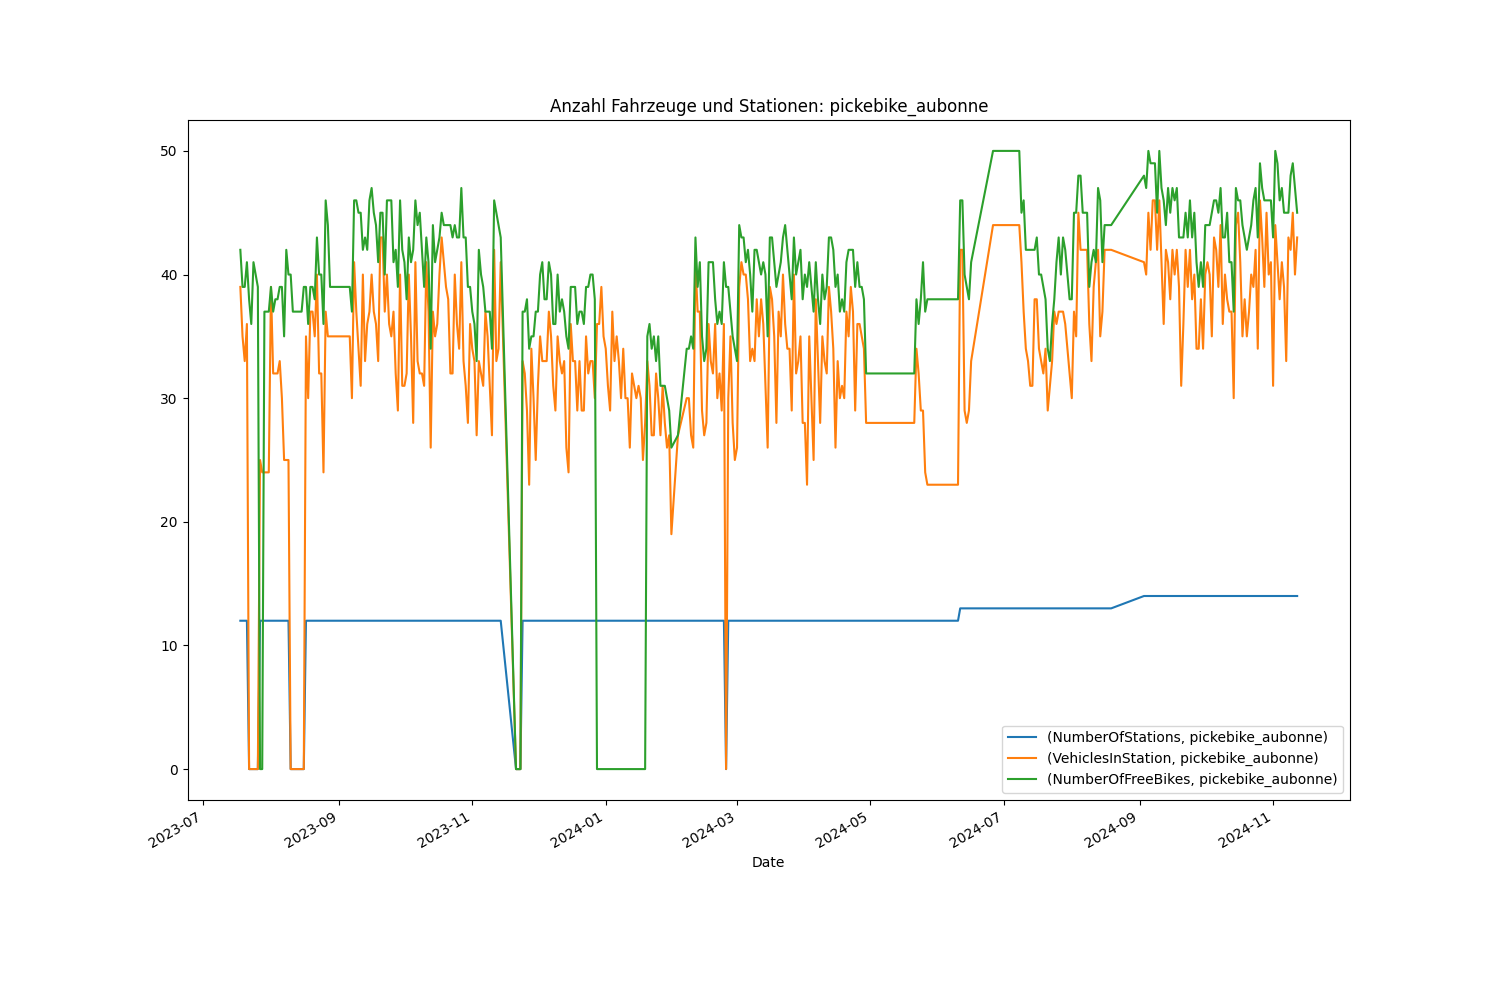 Anzahl Fahrzeuge und Stationen: pickebike_aubonne
50
40
30
20
10
0
(NumberOfStations, pickebike_aubonne)
(VehiclesInStation, pickebike_aubonne)
(NumberOfFreeBikes, pickebike_aubonne)
2023-07 2023-09 2023-11 2024-01 2024-03 2024-05 2024-07 2024-09 2024-11
Date